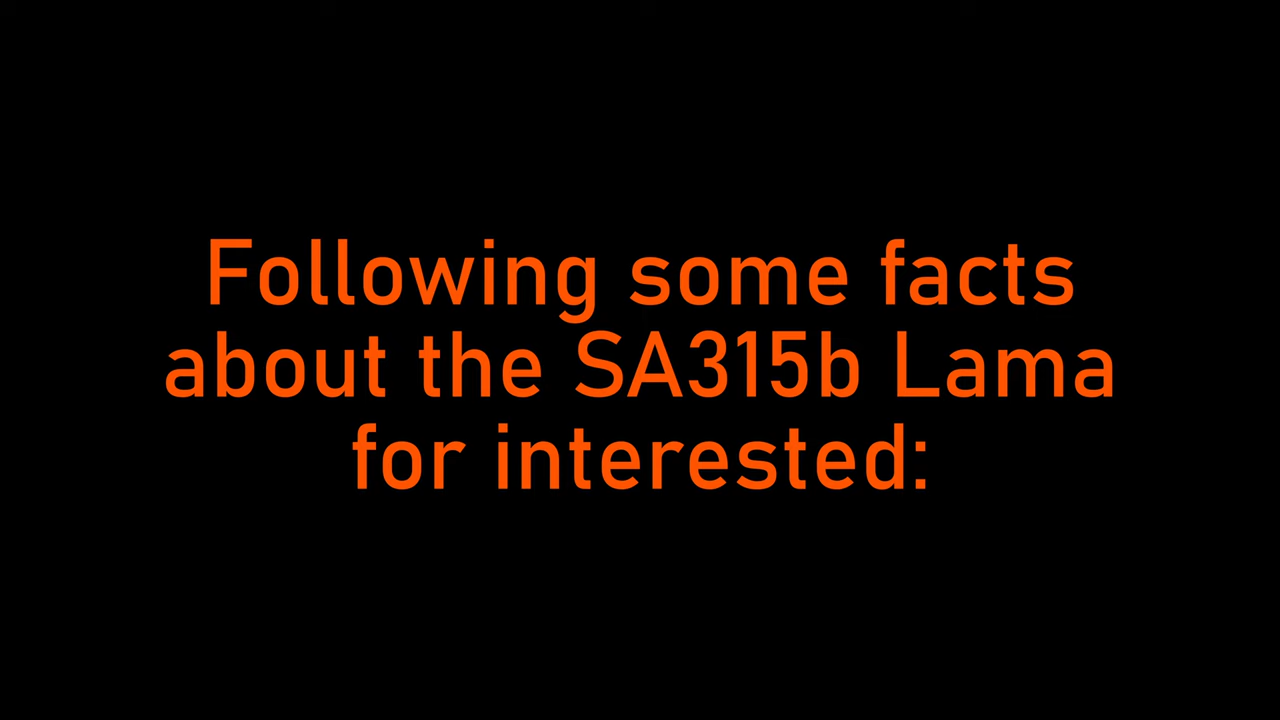 Following some facts
about the SA315b Lama
for interested: